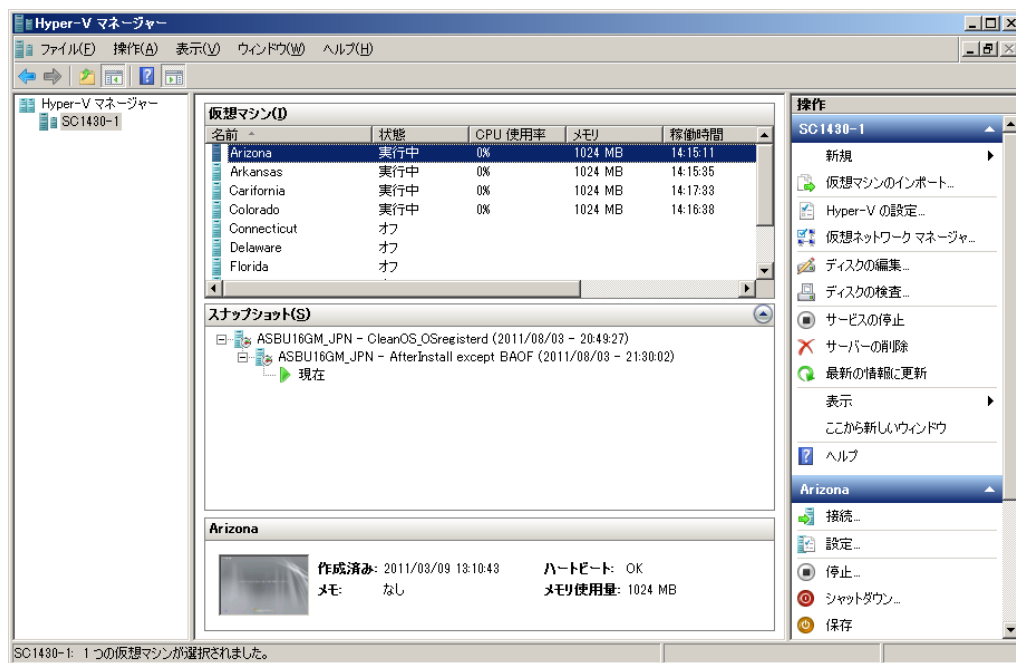 Hyper-V マネージャー
ファイル(F) 操作(A) 表示(V) ウィンドウ(W) ヘルプ(H)
Hyper-V マネージャー
SC1430-1
仮想マシン(I)
名前 状態 CPU 使用率 メモリ 稼働時間
Arizona 実行中 0% 1024 MB 14:15:11
Arkansas 実行中 0% 1024 MB 14:15:35
Carifornia 実行中 0% 1024 MB 14:17:33
Colorado 実行中 0% 1024 MB 14:16:38
Connecticut オフ
Delaware オフ
Florida オフ
スナップショット(S)
ASBU16GM_JPN - CleanOS_OSregisterd (2011/08/03 - 20:49:27)
ASBU16GM_JPN - AfterInstall except BAOF (2011/08/03 - 21:30:02)
現在
Arizona
作成済み: 2011/03/09 13:10:43 ハートビート: OK
メモ: なし メモリ使用量: 1024 MB
操作
SC1430-1
新規
仮想マシンのインポート...
Hyper-V の設定...
仮想ネットワーク マネージャ...
ディスクの編集...
ディスクの検査...
サービスの停止
サーバーの削除
最新の情報に更新
表示
ここから新しいウィンドウ
ヘルプ
Arizona
接続...
設定...
停止...
シャットダウン...
保存
SC1430-1: 1 つの仮想マシンが選択されました。